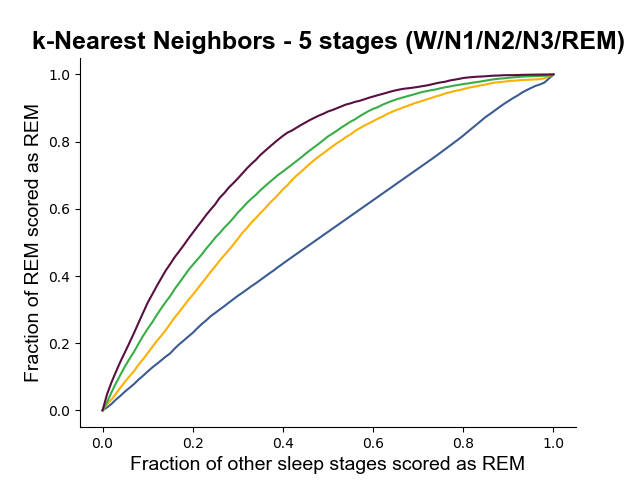 k-Nearest Neighbors - 5 stages (W/N1/N2/N3/REM)
Fraction of REM scored as REM
1.0
0.8
0.6
0.4
0.2
0.0
0.0 0.2 0.4 0.6 0.8 1.0
Fraction of other sleep stages scored as REM